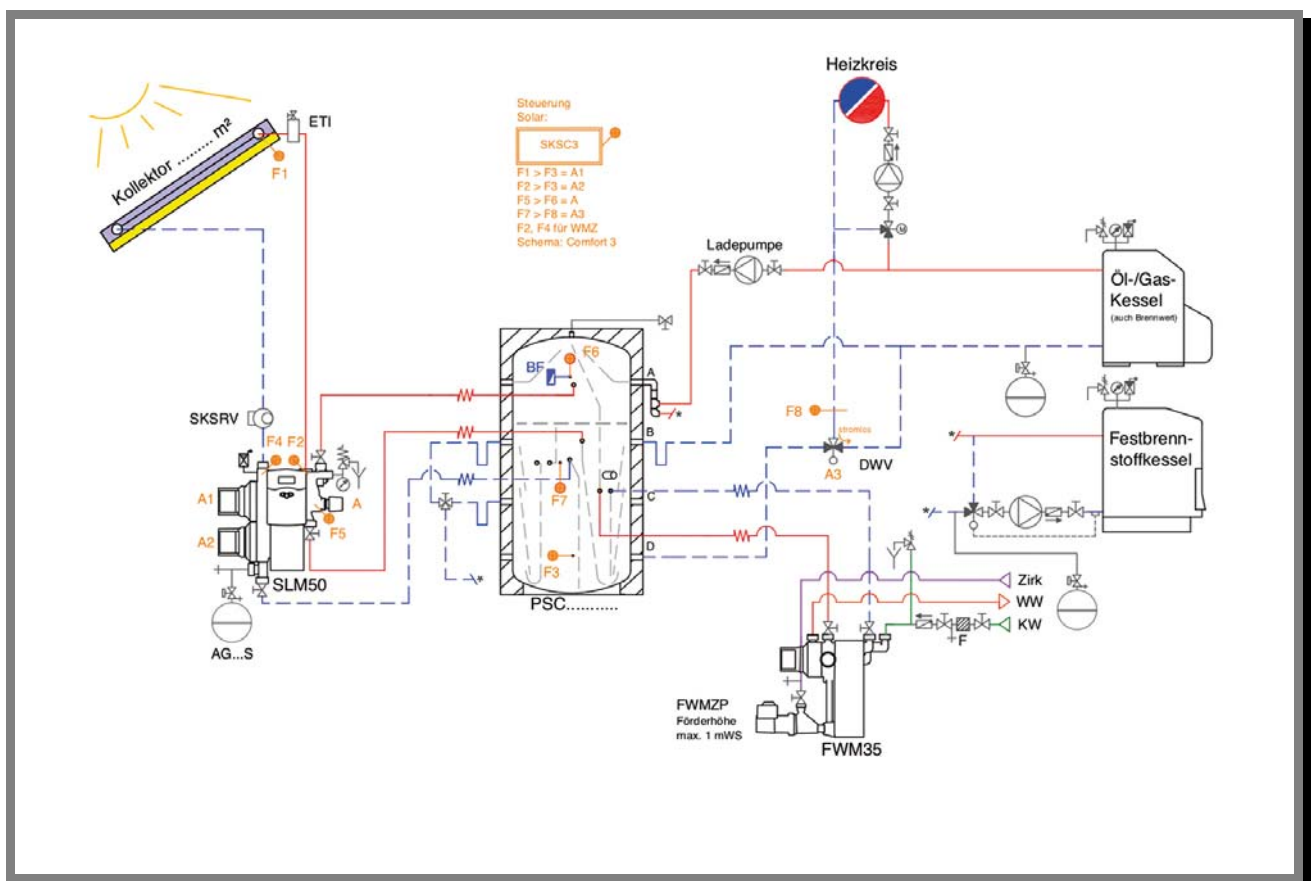 Heizkreis
Kollektor ........ m²
ETI
F1
Steuerung
Solar:
SKSC3
F1 > F3 = A1
F2 > F3 = A2
F5 > F6 = A
F7 > F8 = A3
F2, F4 für WMZ
Schema: Comfort 3
M
Ladepumpe
Öl-/Gas-
Kessel
(auch Brennwert)
F6
BF
A
*
SKSRV
F4 F2
B
F8
stromlos
DWV
A3
*
Festbrenn-
stoffkessel
A1
A
F5
F7
C
*
A2
F3
D
SLM50
*
PSC...........
Zirk
WW
KW
F
AG...S
FWMZP
Förderhöhe
max. 1 mWS
FWM35